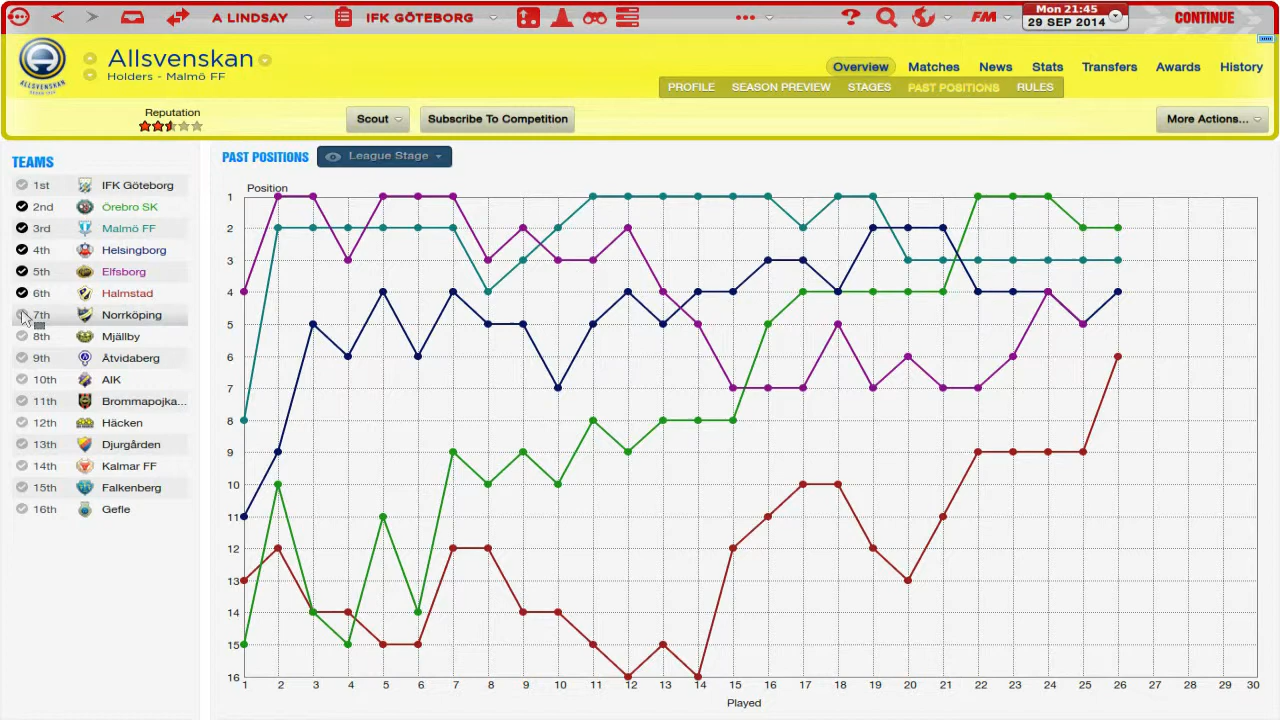 A LINDSAY
IFK GÖTEBORG
FM
Mon 21:45
29 SEP 2014
CONTINUE
Allsvenskan
Holders - Malmö FF
ALLSVENSKAN
Overview Matches News Stats Transfers Awards History
PROFILE SEASON PREVIEW STAGES PAST POSITIONS RULES
Reputation
Scout
Subscribe To Competition
More Actions...
TEAMS
1st IFK Göteborg
2nd Örebro SK
3rd Malmö FF
4th Helsingborg
5th Elfsborg
6th Halmstad
7th Norrköping
8th Mjällby
9th Åtvidaberg
10th AIK
11th Brommapojka...
12th Häcken
13th Djurgården
14th Kalmar FF
15th Falkenberg
16th Gefle
PAST POSITIONS League Stage
Position
1
2
3
4
5
6
7
8
9
10
11
12
13
14
15
16
1 2 3 4 5 6 7 8 9 10 11 12 13 14 15 16 17 18 19 20 21 22 23 24 25 26 27 28 29 30
Played